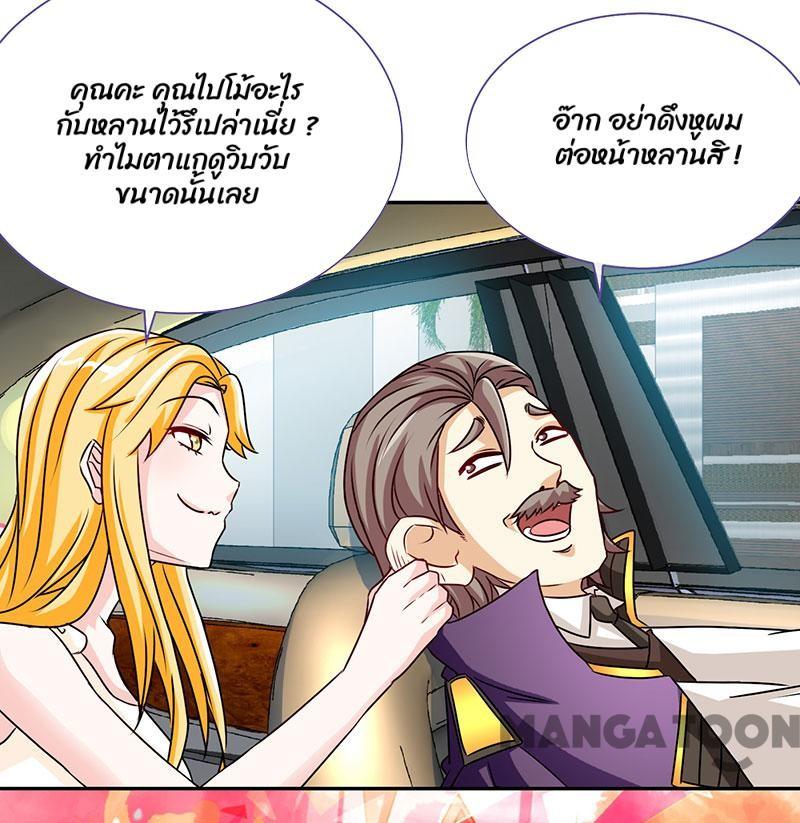 คุณคะ คุณไปโม้อะไร
กับหลานไว้รึเปล่าเนี่ย ?
ทำไมตาแกดูวิบวับ
ขนาดนั้นเลย
อ๊าก อย่าดึงหูผม
ต่อหน้าหลานสิ !
MANGATOON